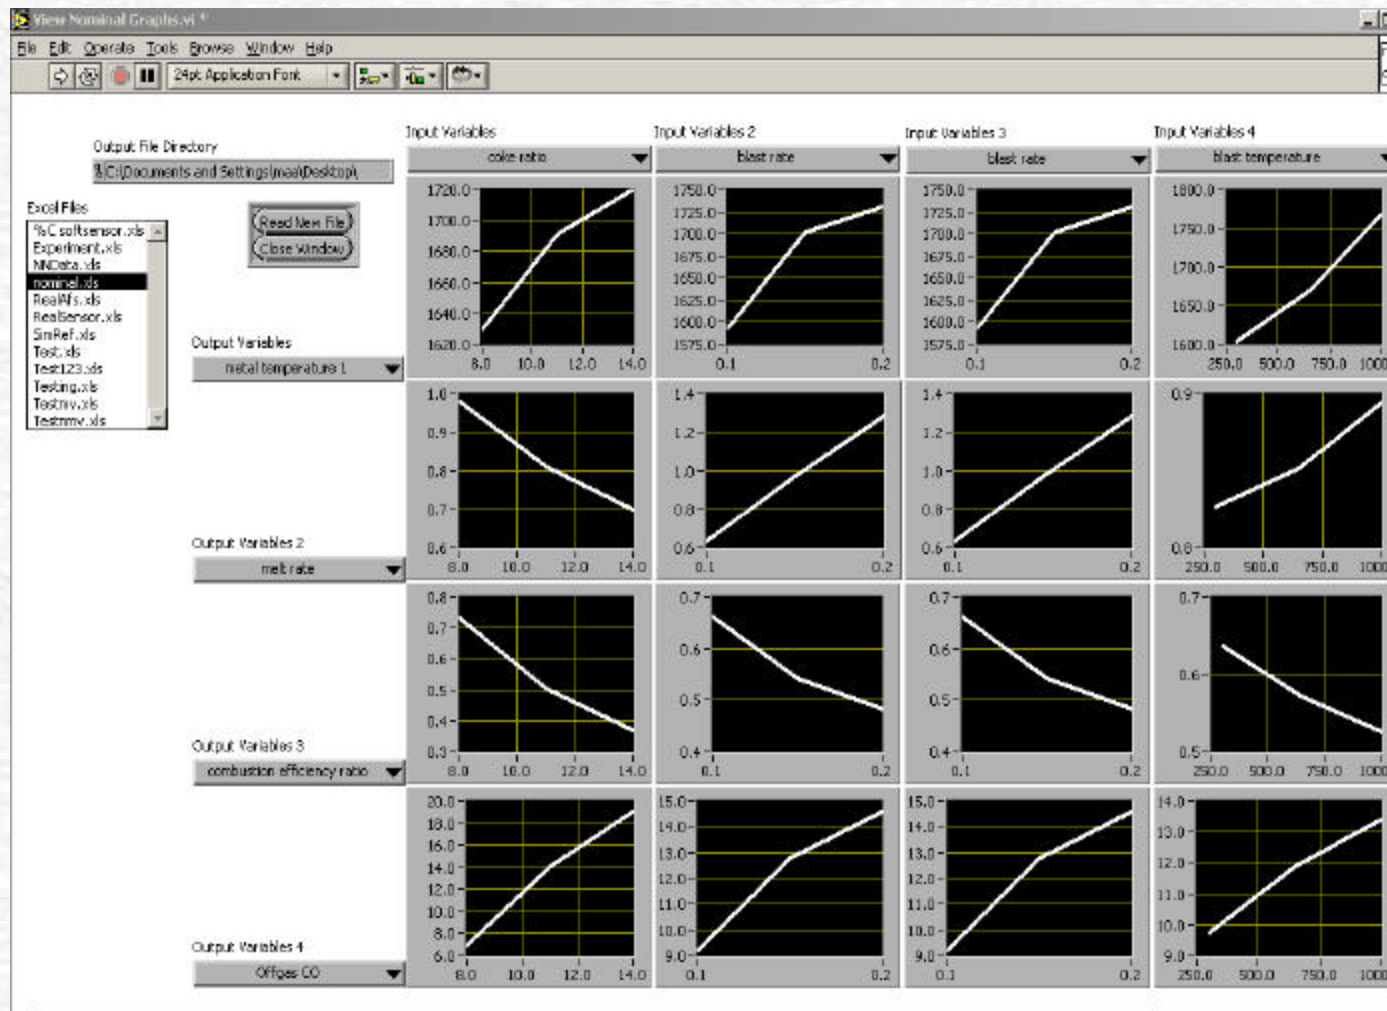 View Nominal Graphs.vi *
File Edit Operate Tools Browse Window Help
24pt Application Font
Output File Directory
C:\Documents and Settings\maa\Desktop\
Excel Files
%C softsensor.xls
Experiment.xls
NNData.xls
nominal.xls
RealAfs.xls
RealSensor.xls
SimRef.xls
Test.xls
Test123.xls
Testing.xls
Testmv.xls
Testnmv.xls
Read New File
Close Window
Input Variables
coke ratio
Input Variables 2
blast rate
Input Variables 3
blast rate
Input Variables 4
blast temperature
Output Variables
metal temperature 1
1720.0
1700.0
1680.0
1660.0
1640.0
1620.0
8.0 10.0 12.0 14.0
1750.0
1725.0
1700.0
1675.0
1650.0
1625.0
1600.0
1575.0
0.1 0.2
1750.0
1725.0
1700.0
1675.0
1650.0
1625.0
1600.0
1575.0
0.1 0.2
1800.0
1750.0
1700.0
1650.0
1600.0
250.0 500.0 750.0 1000
Output Variables 2
melt rate
1.0
0.9
0.8
0.7
0.6
8.0 10.0 12.0 14.0
1.4
1.2
1.0
0.8
0.6
0.1 0.2
1.4
1.2
1.0
0.8
0.6
0.1 0.2
0.9
0.8
250.0 500.0 750.0 1000
Output Variables 3
combustion efficiency ratio
0.8
0.7
0.6
0.5
0.4
0.3
8.0 10.0 12.0 14.0
0.7
0.6
0.5
0.4
0.1 0.2
0.7
0.6
0.5
0.4
0.1 0.2
0.7
0.6
0.5
250.0 500.0 750.0 1000
Output Variables 4
Offgas CO
20.0
18.0
16.0
14.0
12.0
10.0
8.0
6.0
8.0 10.0 12.0 14.0
15.0
14.0
13.0
12.0
11.0
10.0
9.0
0.1 0.2
15.0
14.0
13.0
12.0
11.0
10.0
9.0
0.1 0.2
14.0
13.0
12.0
11.0
10.0
9.0
250.0 500.0 750.0 1000